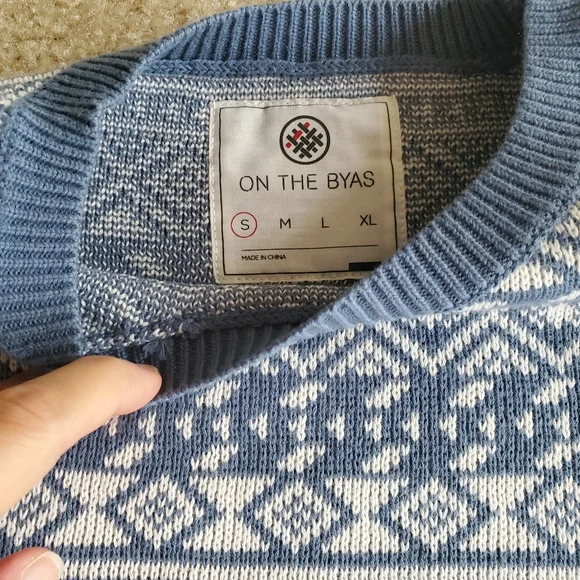 ON THE BYAS
S M L XL
MADE IN CHINA